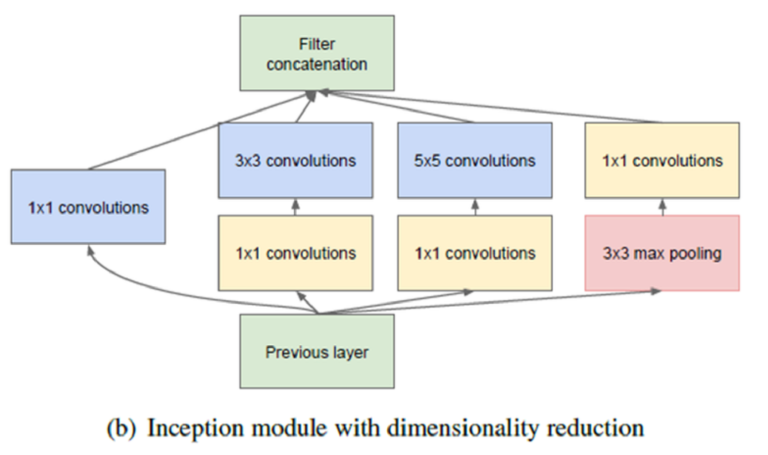 Filter
concatenation
3x3 convolutions
5x5 convolutions
1x1 convolutions
1x1 convolutions
1x1 convolutions
1x1 convolutions
3x3 max pooling
Previous layer
(b) Inception module with dimensionality reduction